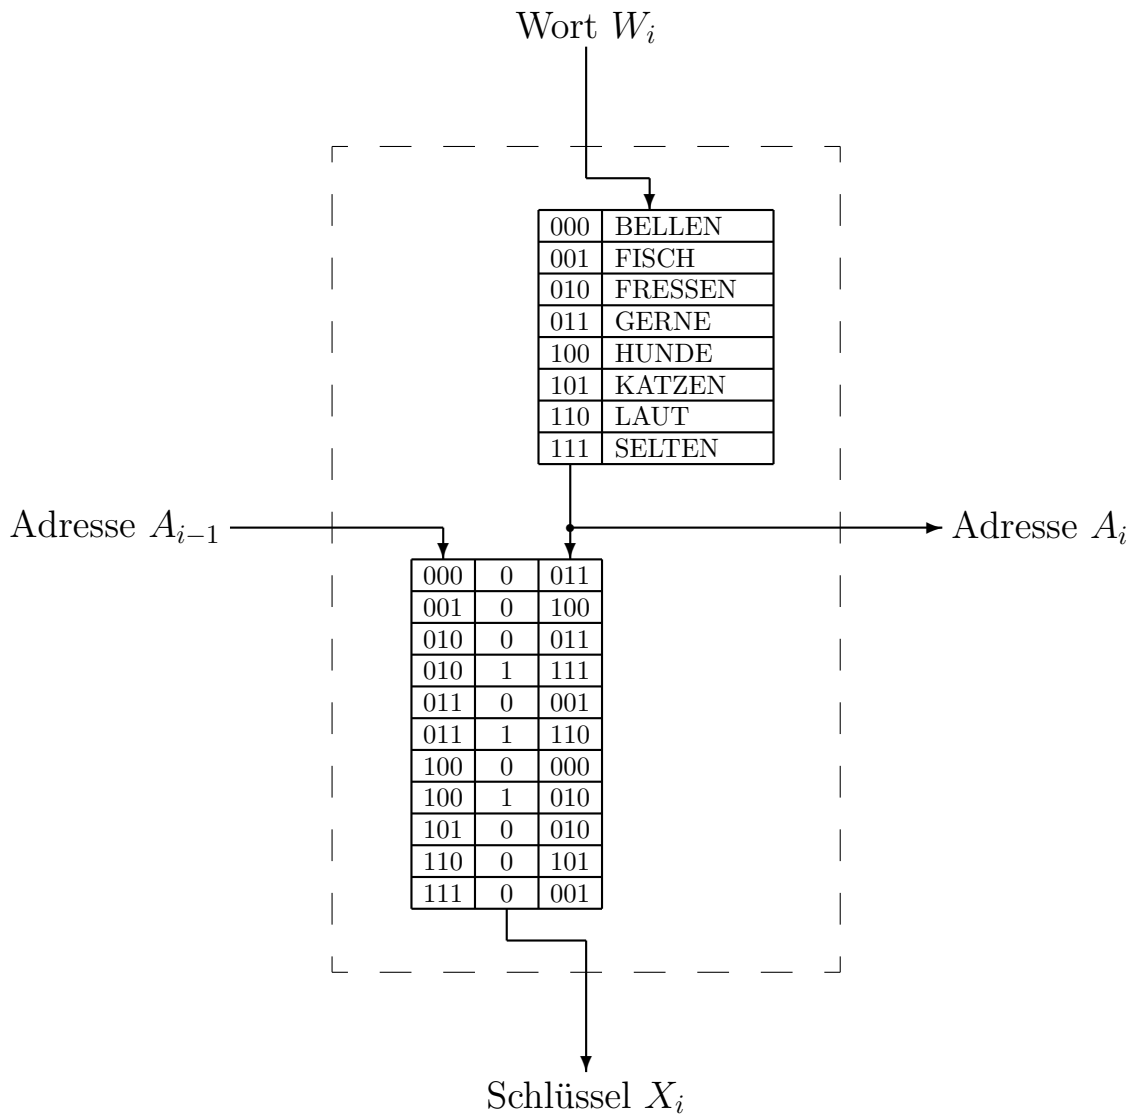 Wort W_i
000 BELLEN
001 FISCH
010 FRESSEN
011 GERNE
100 HUNDE
101 KATZEN
110 LAUT
111 SELTEN
Adresse A_{i−1}
Adresse A_i
000 0 011
001 0 100
010 0 011
010 1 111
011 0 001
011 1 110
100 0 000
100 1 010
101 0 010
110 0 101
111 0 001
Schlüssel X_i